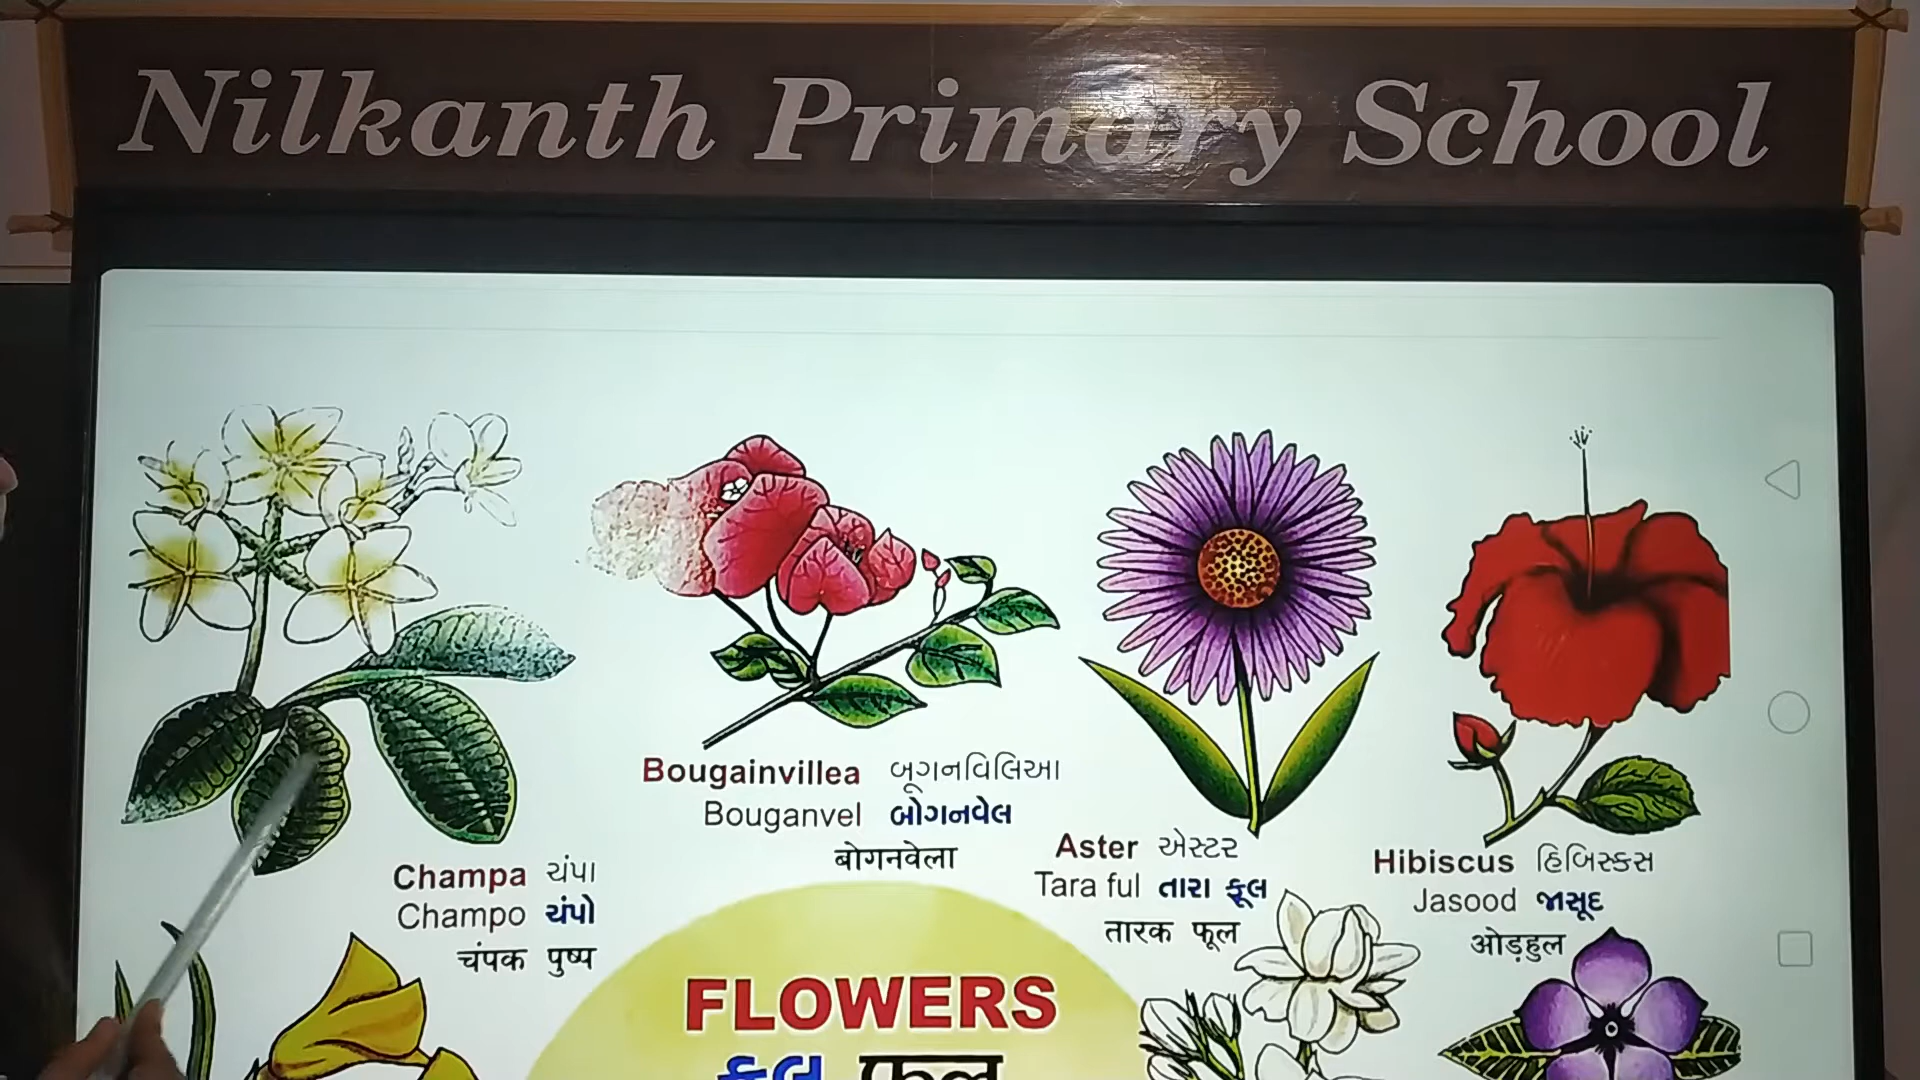 Nilkanth Primary School
Bougainvillea બૂગનવિલિઆ
Bouganvel બોગનવેલ
बोगनवेला
Aster એસ્ટર
Tara ful તારા ફૂલ
तारक फूल
Hibiscus હિબિસ્કસ
Jasood જાસૂદ
ओड़हुल
Champa ચંપા
Champo ચંપો
चंपक पुष्प
FLOWERS
ફૂલ फूल